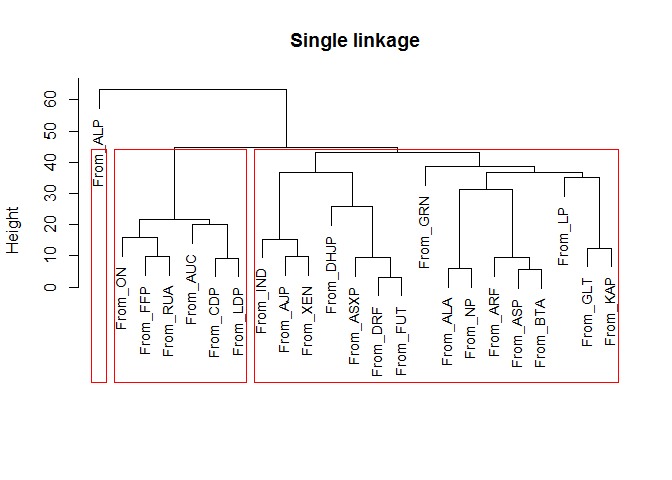 Single linkage
Height
0
10
20
30
40
50
60
From_ALP
From_ON
From_FFP
From_RUA
From_AUC
From_CDP
From_LDP
From_IND
From_AJP
From_XEN
From_DHJP
From_ASXP
From_DRF
From_FUT
From_GRN
From_ALA
From_NP
From_ARF
From_ASP
From_BTA
From_LP
From_GLT
From_KAP